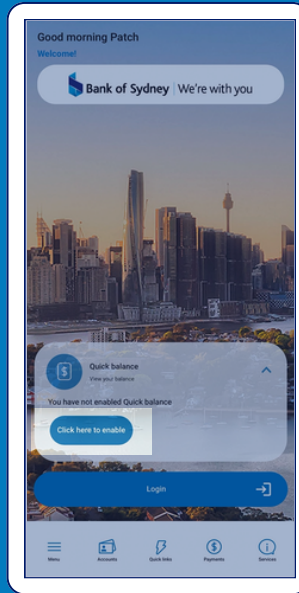 Good morning Patch
Welcome!
Bank of Sydney | We're with you
Quick balance
View your balance
You have not enabled Quick balance
Click here to enable
Login
Menu
Accounts
Quick links
Payments
Services